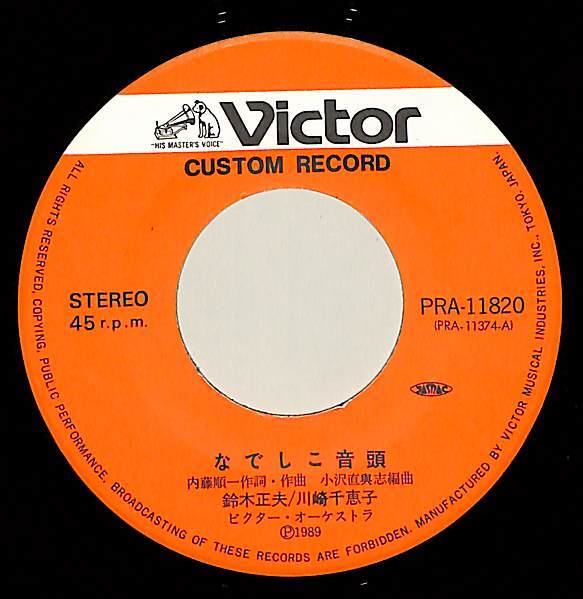 Victor
"HIS MASTER'S VOICE"
CUSTOM RECORD
STEREO
45 r.p.m.
PRA-11820
(PRA-11374-A)
JASRAC
なでしこ音頭
内藤順一作詞・作曲 小沢直與志編曲
鈴木正夫/川崎千恵子
ビクター・オーケストラ
Ⓟ1989
ALL RIGHTS RESERVED, COPYING, PUBLIC PERFORMANCE, BROADCASTING OF THESE RECORDS ARE FORBIDDEN. MANUFACTURED BY VICTOR MUSICAL INDUSTRIES, INC., TOKYO, JAPAN.